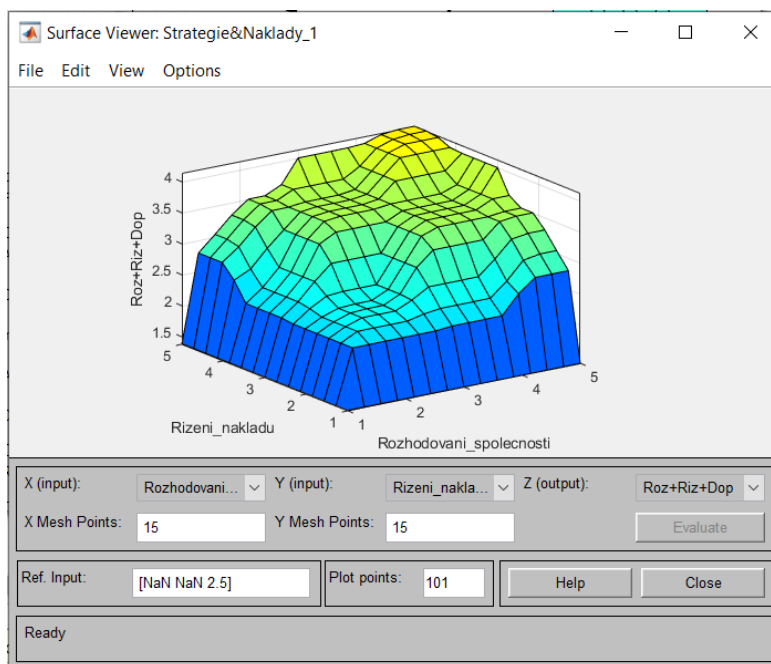 Surface Viewer: Strategie&Naklady_1
File Edit View Options
4
3.5
3
2.5
2
1.5
Roz+Riz+Dop
5
4
3
2
1
Rizeni_nakladu
1
2
3
4
5
Rozhodovani_spolecnosti
X (input): Rozhodovani... Y (input): Rizeni_nakla... Z (output): Roz+Riz+Dop
X Mesh Points: 15 Y Mesh Points: 15 Evaluate
Ref. Input: [NaN NaN 2.5] Plot points: 101 Help Close
Ready